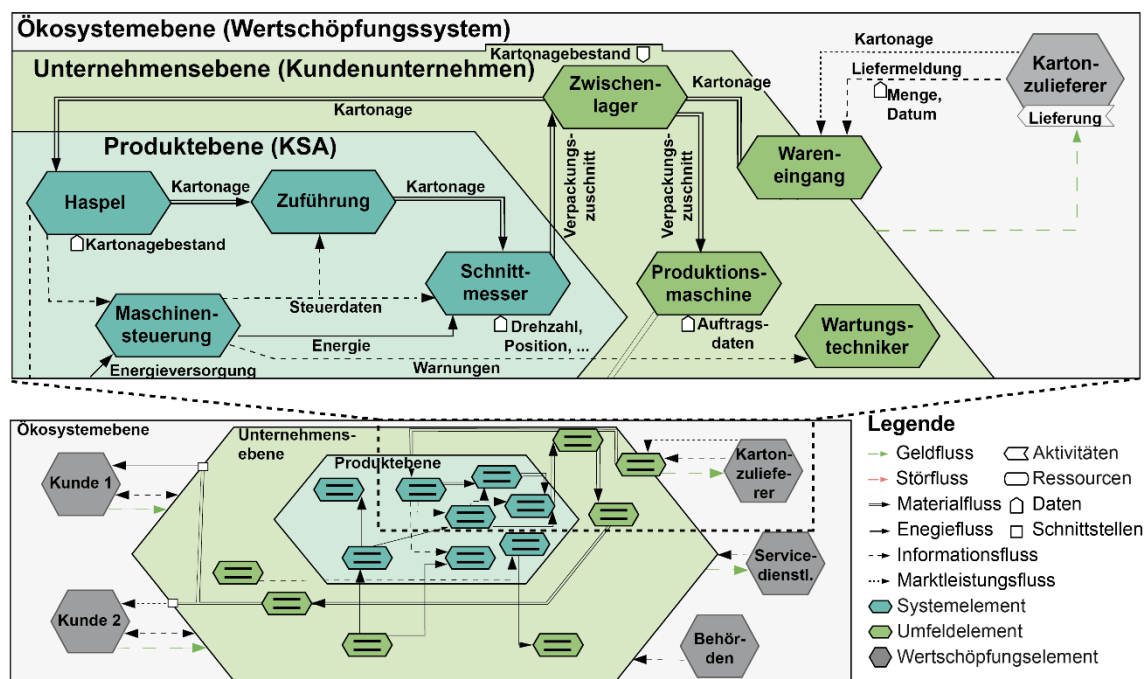 Ökosystemebene (Wertschöpfungssystem)
Unternehmensebene (Kundenunternehmen)
Kartonagebestand
Zwischen-
lager
Kartonage
Kartonage
Kartonage
Liefermeldung
Menge,
Datum
Karton-
zulieferer
Lieferung
Waren-
eingang
Produktebene (KSA)
Haspel
Kartonage
Zuführung
Kartonage
Kartonagebestand
Verpackungs-
zuschnitt
Verpackungs-
zuschnitt
Schnitt-
messer
Drehzahl,
Position, ...
Produktions-
maschine
Auftrags-
daten
Wartungs-
techniker
Maschinen-
steuerung
Steuerdaten
Energie
Energieversorgung
Warnungen
Ökosystemebene
Unternehmens-
ebene
Produktebene
Kunde 1
Kunde 2
Karton-
zuliefe-
rer
Service-
dienstl.
Behör-
den
Legende
Geldfluss
Störfluss
Materialfluss
Enegiefluss
Informationsfluss
Marktleistungsfluss
Systemelement
Umfeldelement
Wertschöpfungselement
Aktivitäten
Ressourcen
Daten
Schnittstellen